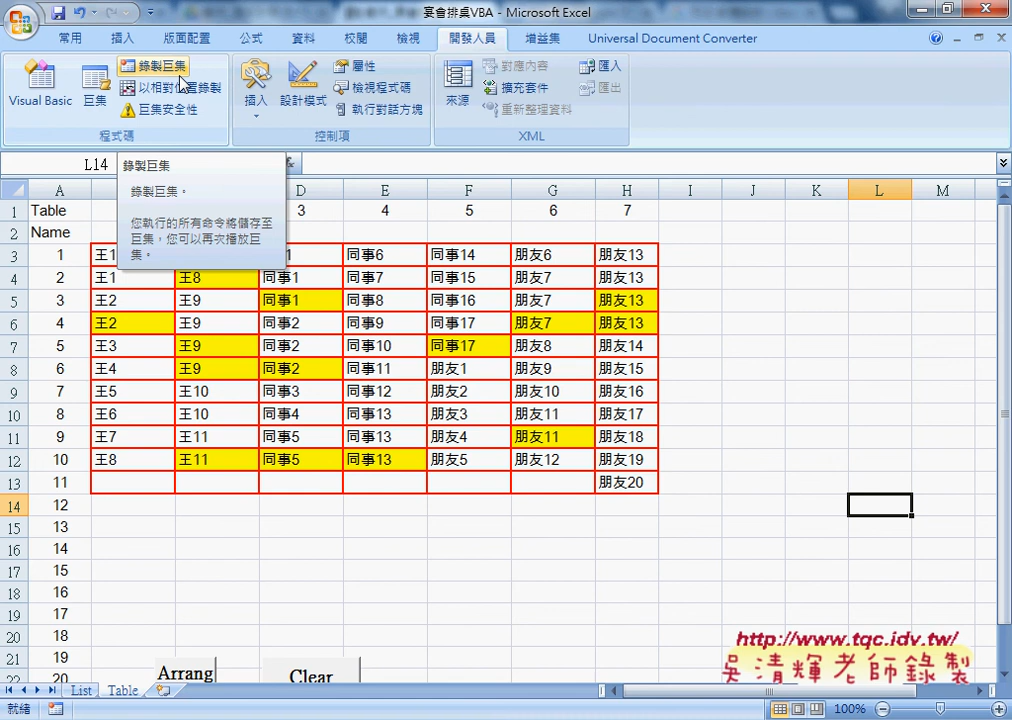 宴會排桌VBA - Microsoft Excel
常用 插入 版面配置 公式 資料 校閱 檢視 開發人員 增益集 Universal Document Converter
Visual Basic 巨集 錄製巨集 以相對位置錄製 巨集安全性 程式碼
插入 設計模式 屬性 檢視程式碼 執行對話方塊 控制項
來源 對應內容 擴充套件 重新整理資料 匯入 匯出 XML
L14
錄製巨集
錄製巨集。
您執行的所有命令將儲存至
巨集，您可以再次播放巨
集。
A D E F G H I J K L M
1 Table 3 4 5 6 7
2 Name
3 1 王1 同事6 同事14 朋友6 朋友13
4 2 王1 王8 同事1 同事7 同事15 朋友7 朋友13
5 3 王2 王9 同事1 同事8 同事16 朋友7 朋友13
6 4 王2 王9 同事2 同事9 同事17 朋友7 朋友13
7 5 王3 王9 同事2 同事10 同事17 朋友8 朋友14
8 6 王4 王9 同事2 同事11 朋友1 朋友9 朋友15
9 7 王5 王10 同事3 同事12 朋友2 朋友10 朋友16
10 8 王6 王10 同事4 同事13 朋友3 朋友11 朋友17
11 9 王7 王11 同事5 同事13 朋友4 朋友11 朋友18
12 10 王8 王11 同事5 同事13 朋友5 朋友12 朋友19
13 11 朋友20
14 12
15 13
16 14
17 15
18 16
19 17
20 18
21 19
22 20
Arrang Clear
http://www.tqc.idv.tw/
吳清輝老師錄製
List Table
就緒 100%